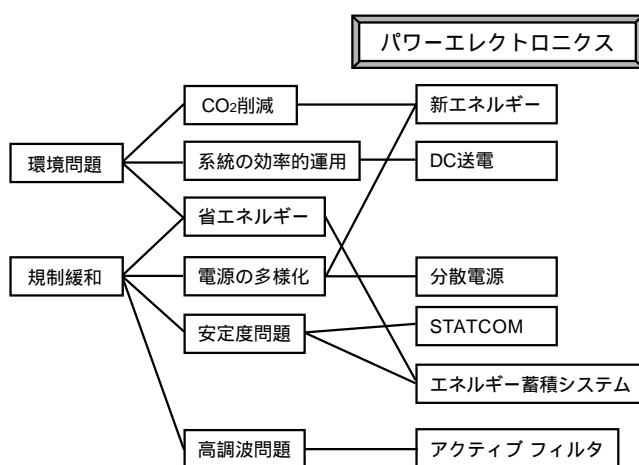 パワーエレクトロニクス
CO2削減
新エネルギー
系統の効率的運用
DC送電
環境問題
省エネルギー
規制緩和
電源の多様化
分散電源
安定度問題
STATCOM
エネルギー蓄積システム
高調波問題
アクティブ フィルタ